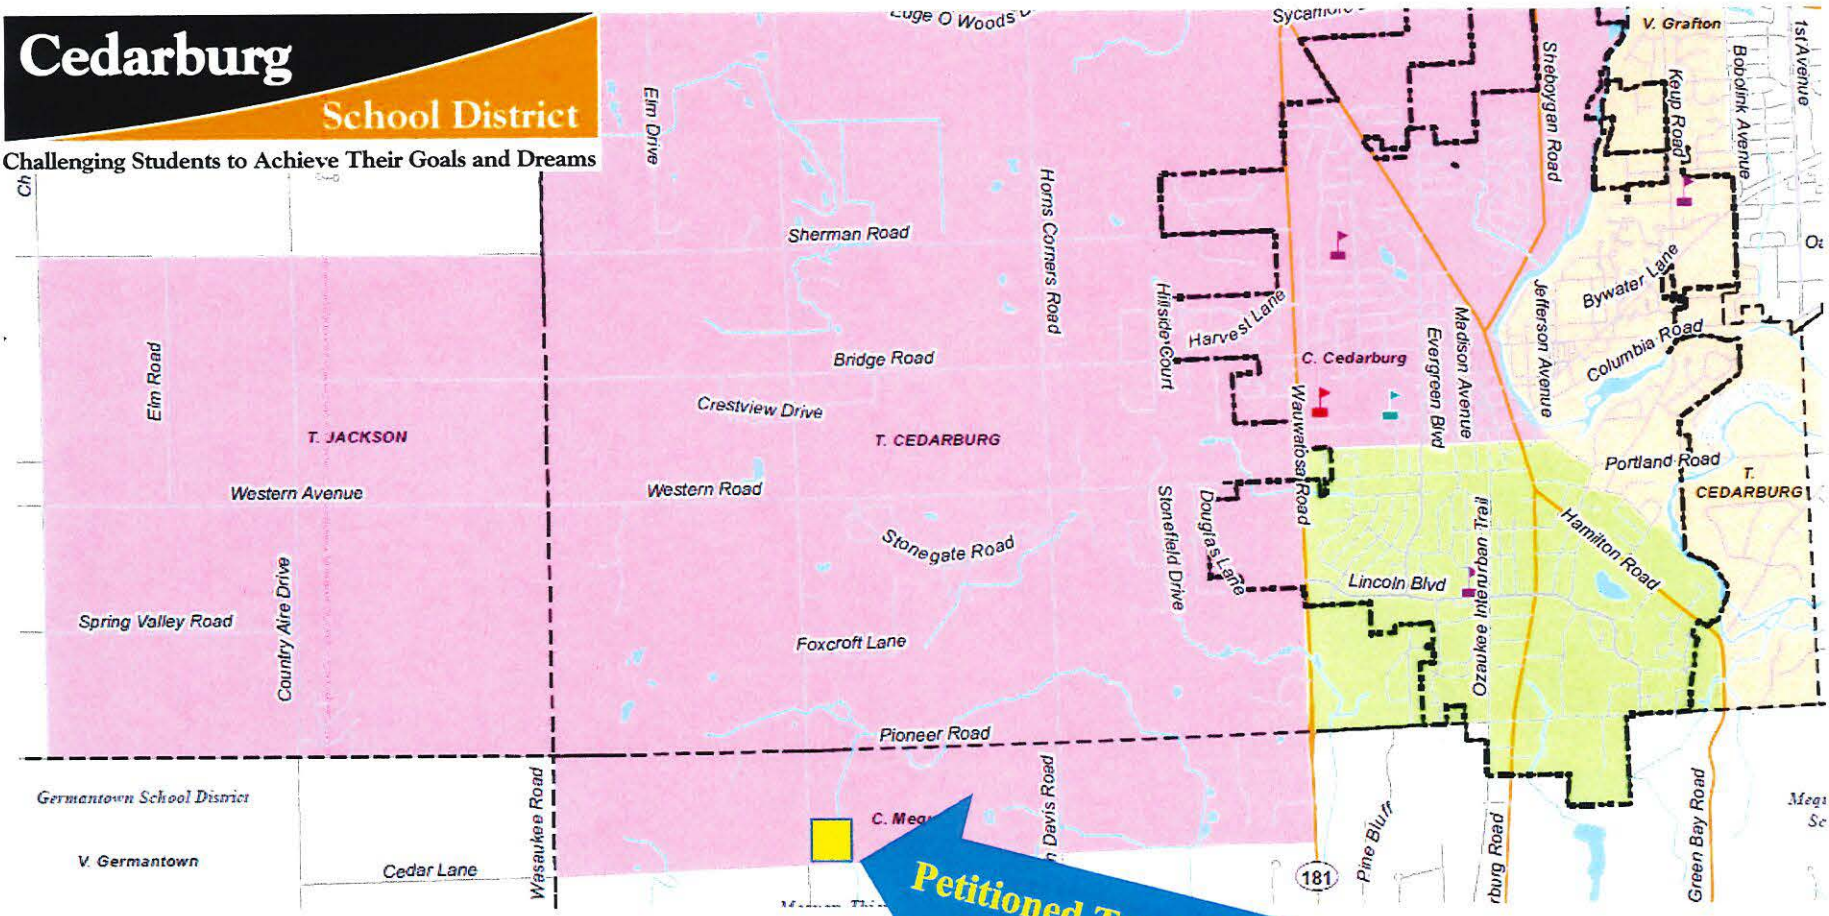 Cedarburg
School District
Challenging Students to Achieve Their Goals and Dreams
V. Grafton
1st Avenue
Bobolink Avenue
Keup Road
Sheboygan Road
Elm Drive
Horns Corners Road
Sherman Road
Bywater Lane
Hillside Court
Harvest Lane
Jefferson Avenue
Columbia Road
Madison Avenue
Evergreen Blvd
Elm Road
Bridge Road
C. Cedarburg
Crestview Drive
Wauwatosa Road
T. JACKSON
T. CEDARBURG
Portland Road
T.
CEDARBURG
Western Avenue
Western Road
Stonefield Drive
Douglas Lane
Ozaukee Interurban Trail
Hamilton Road
Stonegate Road
Country Aire Drive
Lincoln Blvd
Spring Valley Road
Foxcroft Lane
Pioneer Road
Wasaukee Road
Germantown School District
C. Mequ
n Davis Road
Pine Bluff
rburg Road
Green Bay Road
V. Germantown
Cedar Lane
181
Petitioned T